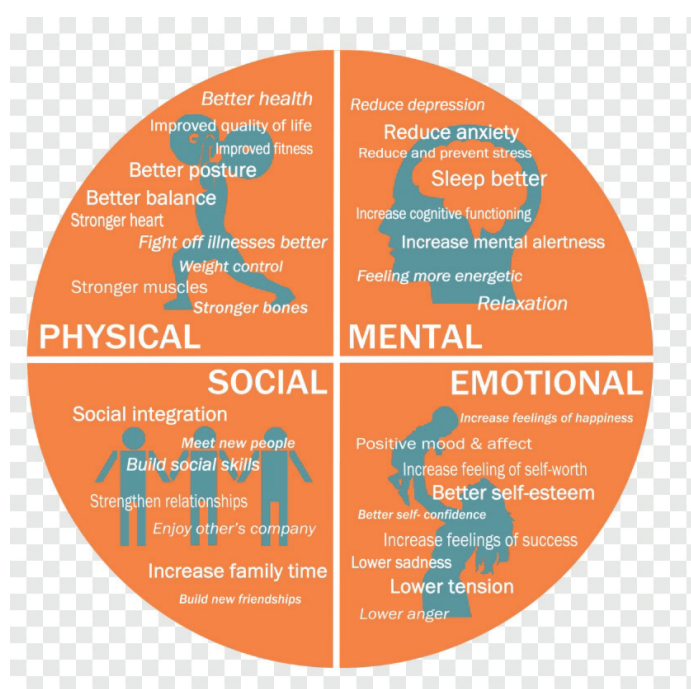 Better health
Improved quality of life
Improved fitness
Better posture
Better balance
Stronger heart
Fight off illnesses better
Weight control
Stronger muscles
Stronger bones
PHYSICAL
Reduce depression
Reduce anxiety
Reduce and prevent stress
Sleep better
Increase cognitive functioning
Increase mental alertness
Feeling more energetic
Relaxation
MENTAL
SOCIAL
Social integration
Meet new people
Build social skills
Strengthen relationships
Enjoy other's company
Increase family time
Build new friendships
EMOTIONAL
Increase feelings of happiness
Positive mood & affect
Increase feeling of self-worth
Better self-esteem
Better self- confidence
Increase feelings of success
Lower sadness
Lower tension
Lower anger